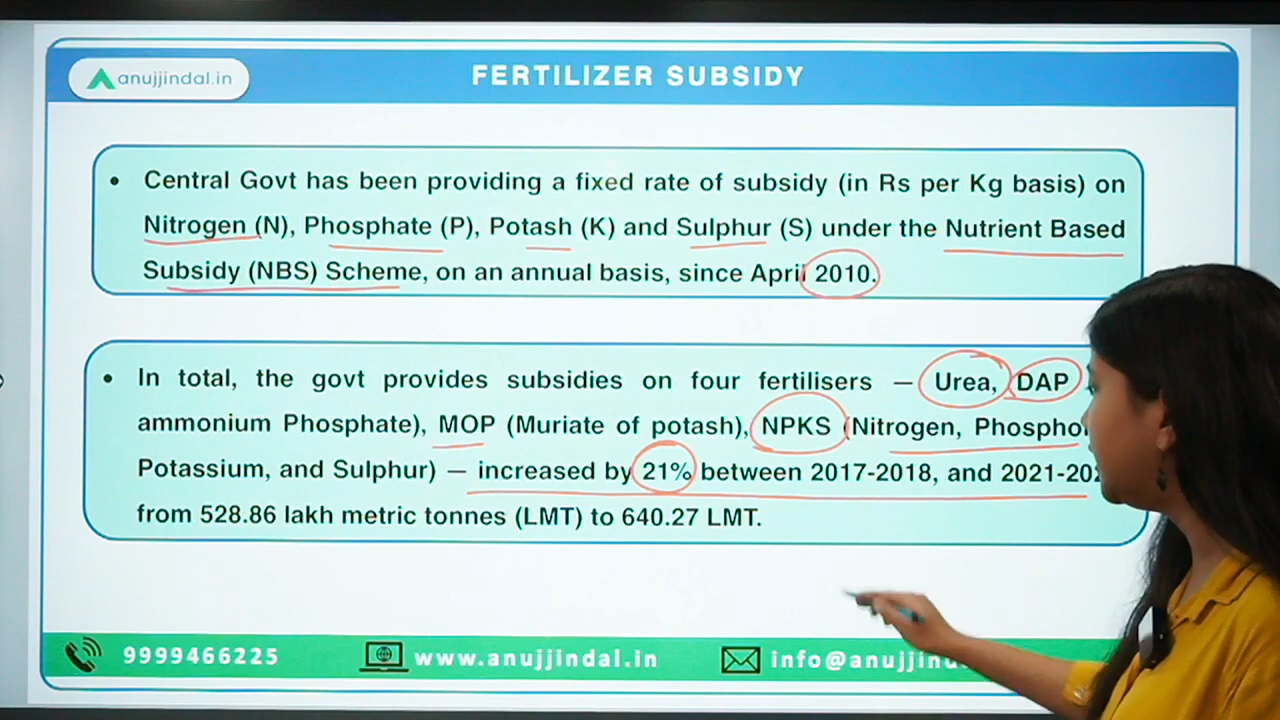 anujjindal.in
FERTILIZER SUBSIDY
• Central Govt has been providing a fixed rate of subsidy (in Rs per Kg basis) on
Nitrogen (N), Phosphate (P), Potash (K) and Sulphur (S) under the Nutrient Based
Subsidy (NBS) Scheme, on an annual basis, since April 2010.
• In total, the govt provides subsidies on four fertilisers — Urea, DAP
ammonium Phosphate), MOP (Muriate of potash), NPKS (Nitrogen,
Potassium, and Sulphur) — increased by 21% between 2017-2018, and
from 528.86 lakh metric tonnes (LMT) to 640.27 LMT.
9999466225
www.anujjindal.in